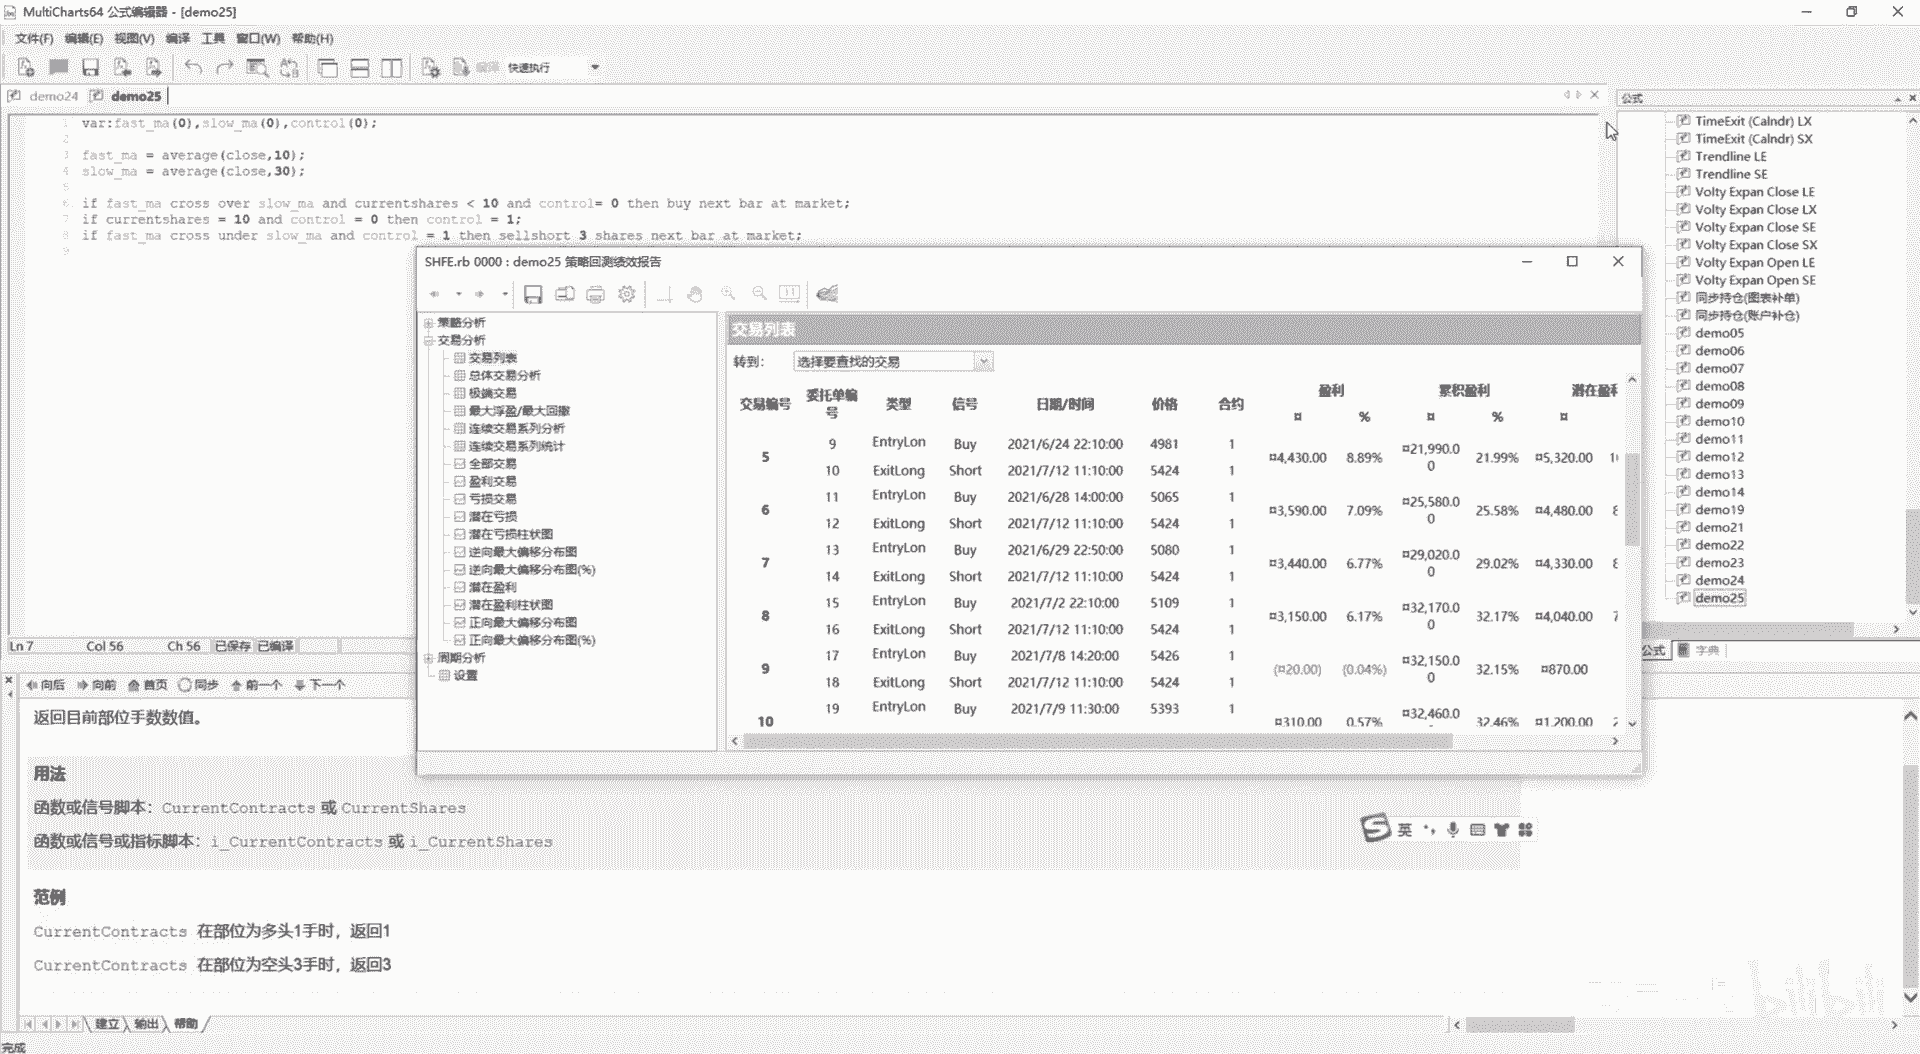 MultiCharts64 公式编辑器 - [demo25]
文件(F) 编辑(E) 视图(V) 编译 工具 窗口(W) 帮助(H)
编译 快速执行
demo24 demo25
1 var:fast_ma(0),slow_ma(0),control(0);
2
3 fast_ma = average(close,10);
4 slow_ma = average(close,30);
5
6 if fast_ma cross over slow_ma and currentshares < 10 and control= 0 then buy next bar at market;
7 if currentshares = 10 and control = 0 then control = 1;
8 if fast_ma cross under slow_ma and control = 1 then sellshort 3 shares next bar at market;
9
Ln 7 Col 56 Ch 56 已保存 已编译
公式
TimeExit (Calndr) LX
TimeExit (Calndr) SX
Trendline LE
Trendline SE
Volty Expan Close LE
Volty Expan Close LX
Volty Expan Close SE
Volty Expan Close SX
Volty Expan Open LE
Volty Expan Open SE
同步持仓(图表补单)
同步持仓(账户补仓)
demo05
demo06
demo07
demo08
demo09
demo10
demo11
demo12
demo13
demo14
demo19
demo21
demo22
demo23
demo24
demo25
公式 字典
SHFE.rb 0000 : demo25 策略回测绩效报告
策略分析
交易分析
交易列表
总体交易分析
极端交易
最大浮盈/最大回撤
连续交易系列分析
连续交易系列统计
全部交易
盈利交易
亏损交易
潜在亏损
潜在亏损柱状图
逆向最大偏移分布图
逆向最大偏移分布图(%)
潜在盈利
潜在盈利柱状图
正向最大偏移分布图
正向最大偏移分布图(%)
周期分析
设置
交易列表
转到: 选择要查找的交易
交易编号 委托单编号 类型 信号 日期/时间 价格 合约 盈利 累积盈利 潜在盈利
¤ % ¤ % ¤
9 EntryLon Buy 2021/6/24 22:10:00 4981 1
5 ¤4,430.00 8.89% ¤21,990.00 21.99% ¤5,320.00
10 ExitLong Short 2021/7/12 11:10:00 5424 1
11 EntryLon Buy 2021/6/28 14:00:00 5065 1
6 ¤3,590.00 7.09% ¤25,580.00 25.58% ¤4,480.00
12 ExitLong Short 2021/7/12 11:10:00 5424 1
13 EntryLon Buy 2021/6/29 22:50:00 5080 1
7 ¤3,440.00 6.77% ¤29,020.00 29.02% ¤4,330.00
14 ExitLong Short 2021/7/12 11:10:00 5424 1
15 EntryLon Buy 2021/7/2 22:10:00 5109 1
8 ¤3,150.00 6.17% ¤32,170.00 32.17% ¤4,040.00
16 ExitLong Short 2021/7/12 11:10:00 5424 1
17 EntryLon Buy 2021/7/8 14:20:00 5426 1
9 (¤20.00) (0.04%) ¤32,150.00 32.15% ¤870.00
18 ExitLong Short 2021/7/12 11:10:00 5424 1
19 EntryLon Buy 2021/7/9 11:30:00 5393 1
10 ¤310.00 0.57% ¤32,460.0 32.46% ¤1,200.00
向后 向前 首页 同步 前一个 下一个
返回目前部位手数数值。
用法
函数或信号脚本: CurrentContracts 或 CurrentShares
函数或信号或指标脚本: i_CurrentContracts 或 i_CurrentShares
范例
CurrentContracts 在部位为多头1手时，返回1
CurrentContracts 在部位为空头3手时，返回3
英
bilibili
建立 输出 帮助
完成